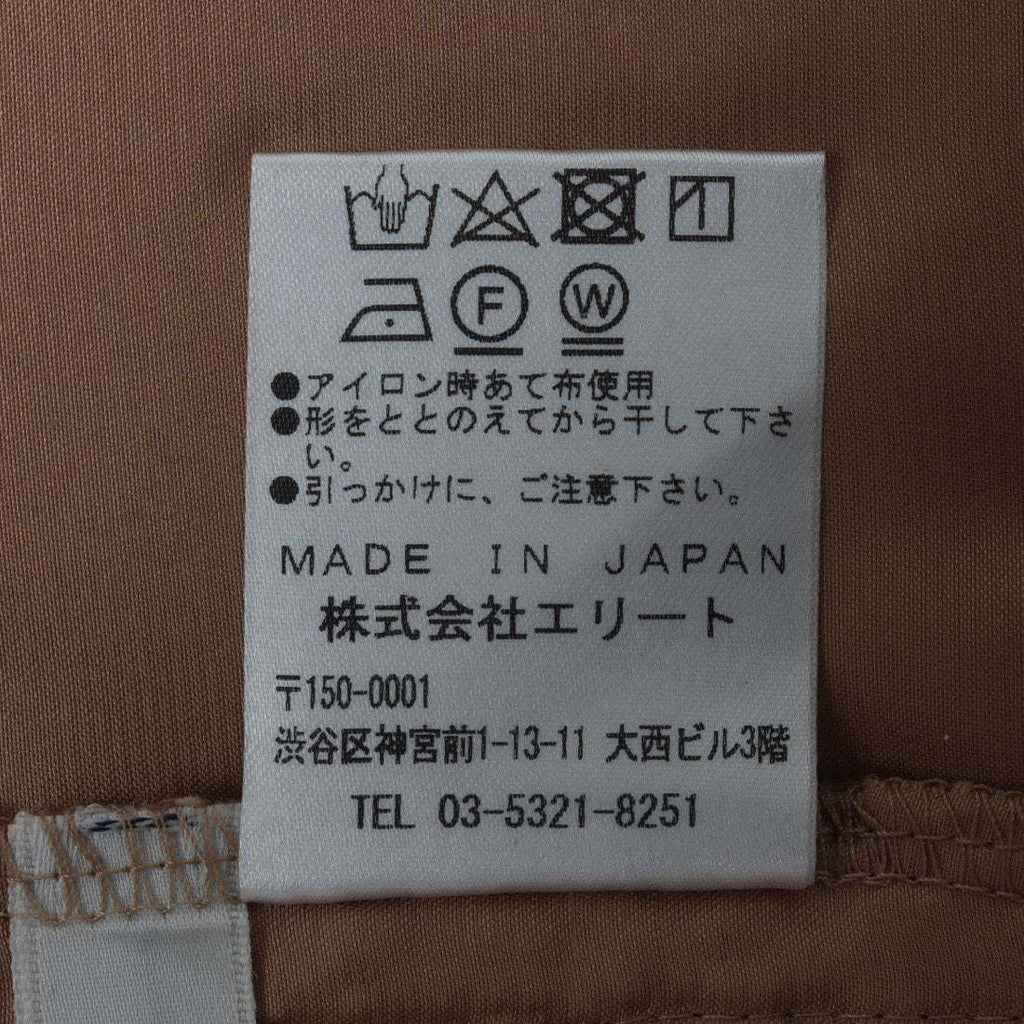 F W
●アイロン時あて布使用
●形をととのえてから干して下さ
い。
●引っかけに、ご注意下さい。
MADE IN JAPAN
株式会社エリート
〒150-0001
渋谷区神宮前1-13-11 大西ビル3階
TEL 03-5321-8251